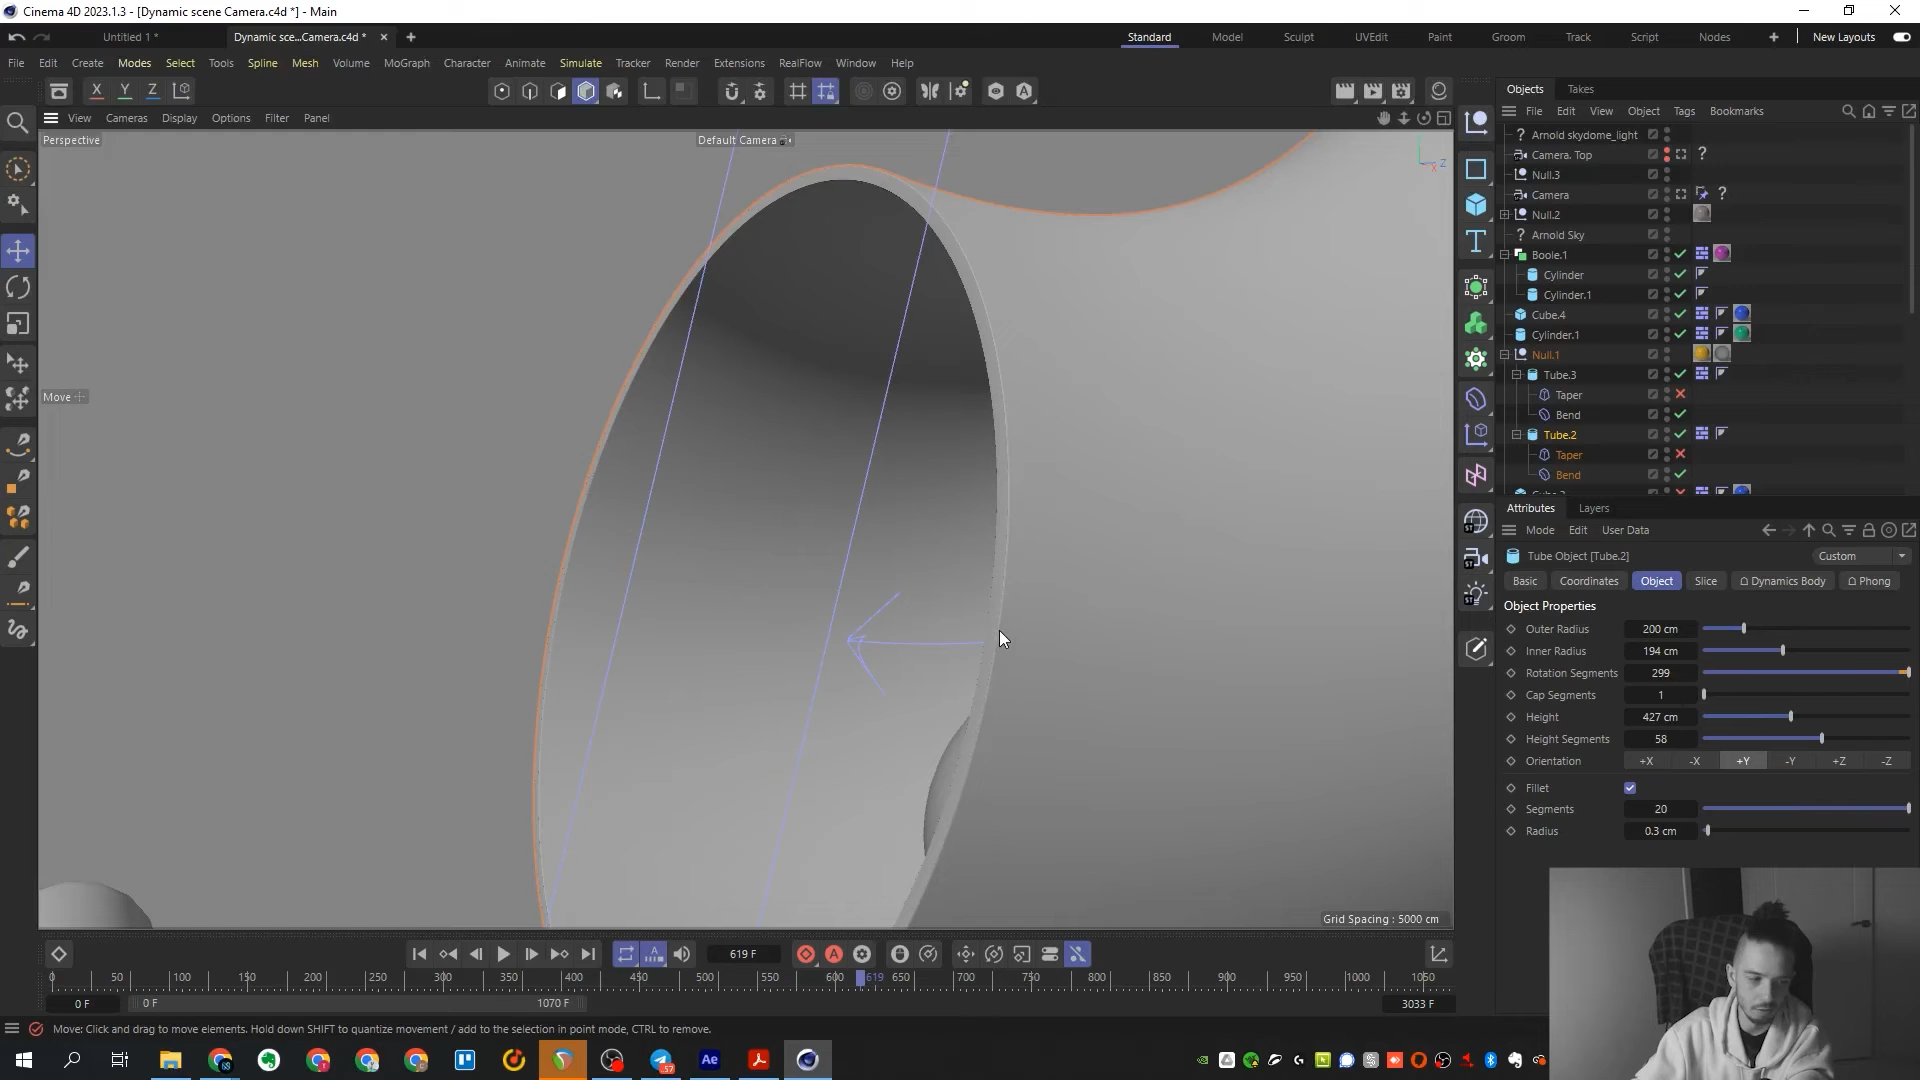 Cinema 4D 2023.1.3 - [Dynamic scene Camera.c4d *] - Main
Untitled 1 *
Dynamic sce...Camera.c4d *
Standard
Model
Sculpt
UVEdit
Paint
Groom
Track
Script
Nodes
New Layouts
File Edit Create Modes Select Tools Spline Mesh Volume MoGraph Character Animate Simulate Tracker Render Extensions RealFlow Window Help
X Y Z
Objects Takes
File Edit View Object Tags Bookmarks
View Cameras Display Options Filter Panel
Perspective
Default Camera
Z
X
Move
Arnold skydome_light
Camera. Top
Null.3
Camera
Null.2
Arnold Sky
Boole.1
Cylinder
Cylinder.1
Cube.4
Cylinder.1
Null.1
Tube.3
Taper
Bend
Tube.2
Taper
Bend
Attributes Layers
Mode Edit User Data
Tube Object [Tube.2]
Custom
Basic Coordinates Object Slice Dynamics Body Phong
Object Properties
Outer Radius 200 cm
Inner Radius 194 cm
Rotation Segments 299
Cap Segments 1
Height 427 cm
Height Segments 58
Orientation +X -X +Y -Y +Z -Z
Fillet
Segments 20
Radius 0.3 cm
Grid Spacing : 5000 cm
619 F
0 50 100 150 200 250 300 350 400 450 500 550 600 619 650 700 750 800 850 900 950 1000 1050
0 F
0 F
1070 F
3033 F
Move: Click and drag to move elements. Hold down SHIFT to quantize movement / add to the selection in point mode, CTRL to remove.
Ae